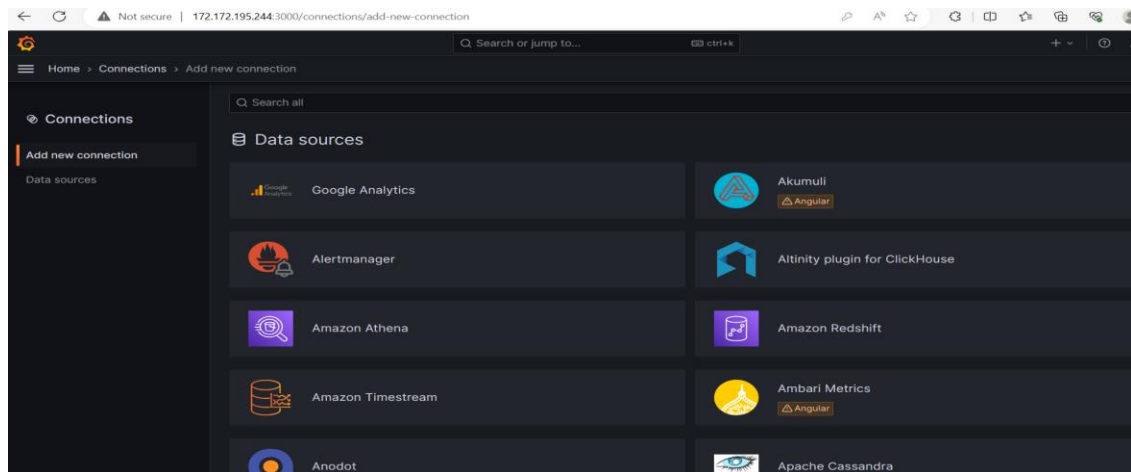 Not secure | 172.172.195.244:3000/connections/add-new-connection
Search or jump to... ctrl+k
Home > Connections > Add new connection
Connections
Add new connection
Data sources
Search all
Data sources
Google Analytics
Google Analytics
Akumuli
Angular
Alertmanager
Altinity plugin for ClickHouse
Amazon Athena
Amazon Redshift
Amazon Timestream
Ambari Metrics
Angular
Anodot
Apache Cassandra